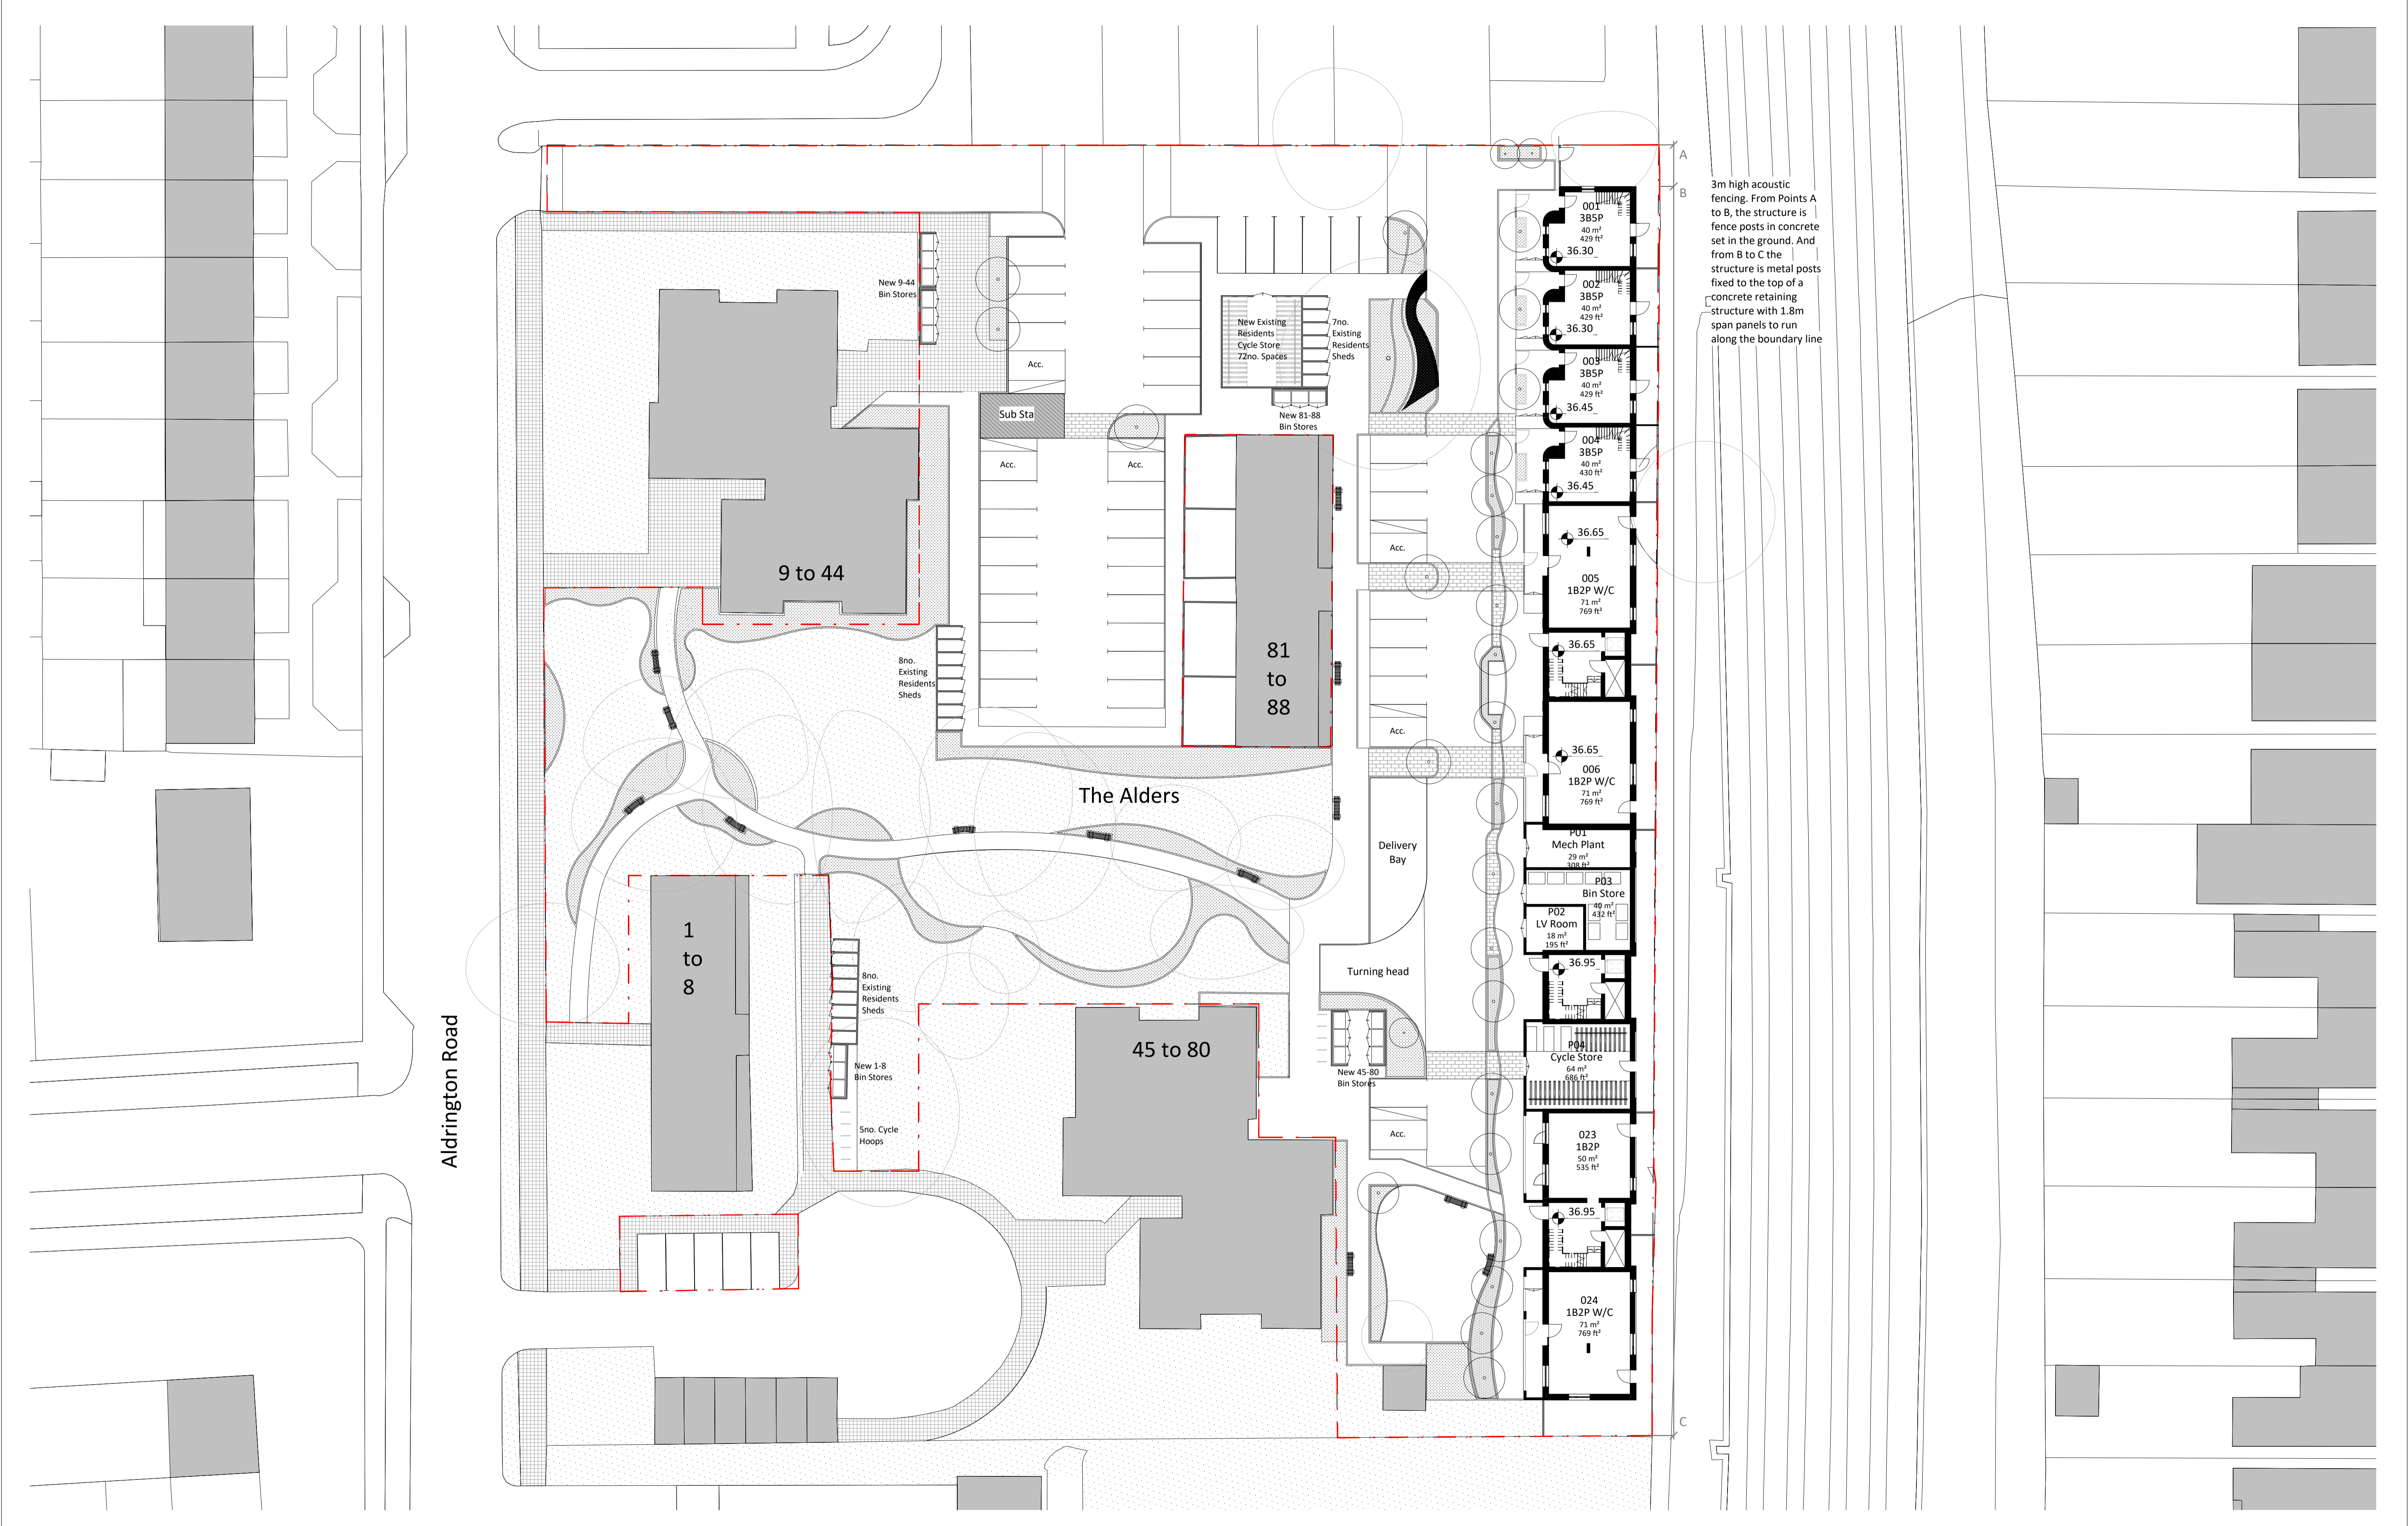 A
B
3m high acoustic
fencing. From Points A
to B, the structure is
fence posts in concrete
set in the ground. And
from B to C the
structure is metal posts
fixed to the top of a
concrete retaining
structure with 1.8m
span panels to run
along the boundary line
001
3B5P
40 m²
429 ft²
36.30
002
3B5P
40 m²
429 ft²
36.30
003
3B5P
40 m²
429 ft²
36.45
004
3B5P
40 m²
430 ft²
36.45
New 9-44
Bin Stores
New Existing
Residents
Cycle Store
72no. Spaces
7no.
Existing
Residents
Sheds
Acc.
Sub Sta
New 81-88
Bin Stores
Acc.
Acc.
36.65
Acc.
9 to 44
005
1B2P W/C
71 m²
769 ft²
36.65
8no.
Existing
Residents
Sheds
81
to
88
Acc.
36.65
006
1B2P W/C
71 m²
769 ft²
The Alders
Delivery
Bay
P01
Mech Plant
29 m²
308 ft²
P03
Bin Store
40 m²
432 ft²
P02
LV Room
18 m²
195 ft²
1
to
8
36.95
Turning head
8no.
Existing
Residents
Sheds
45 to 80
P04
Cycle Store
64 m²
686 ft²
New 1-8
Bin Stores
New 45-80
Bin Stores
Aldrington Road
5no. Cycle
Hoops
Acc.
023
1B2P
50 m²
535 ft²
36.95
024
1B2P W/C
71 m²
769 ft²
C